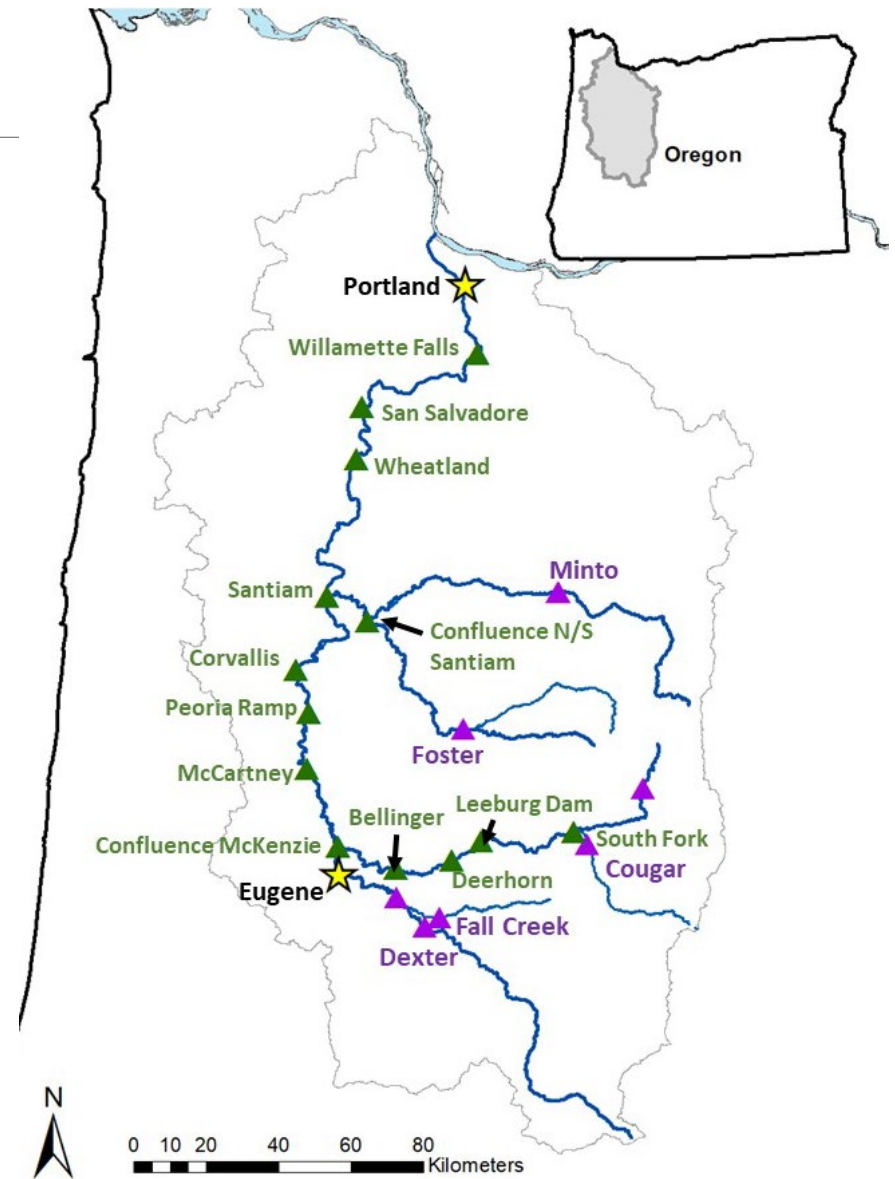 Oregon
Portland
Willamette Falls
San Salvadore
Wheatland
Minto
Santiam
Confluence N/S
Santiam
Corvallis
Peoria Ramp
Foster
McCartney
Leeburg Dam
Bellinger
Confluence McKenzie
South Fork
Cougar
Deerhorn
Eugene
Fall Creek
Dexter
N
0 10 20 40 60 80
Kilometers